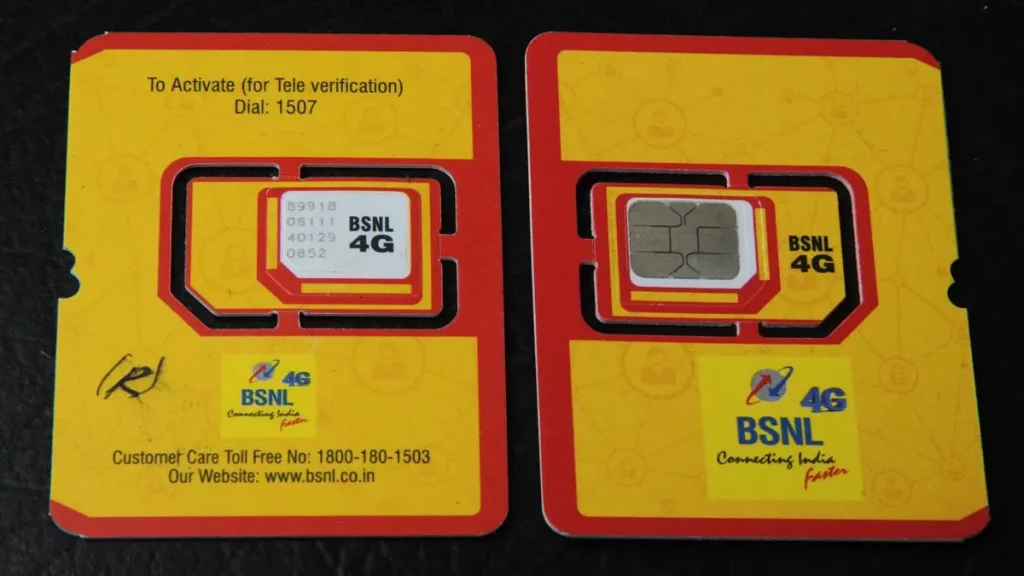 To Activate (for Tele verification)
Dial: 1507
89918
08111
40129
0852
BSNL
4G
(R)
4G
BSNL
Connecting India
Faster
Customer Care Toll Free No: 1800-180-1503
Our Website: www.bsnl.co.in
BSNL
4G
4G
BSNL
Connecting India
Faster